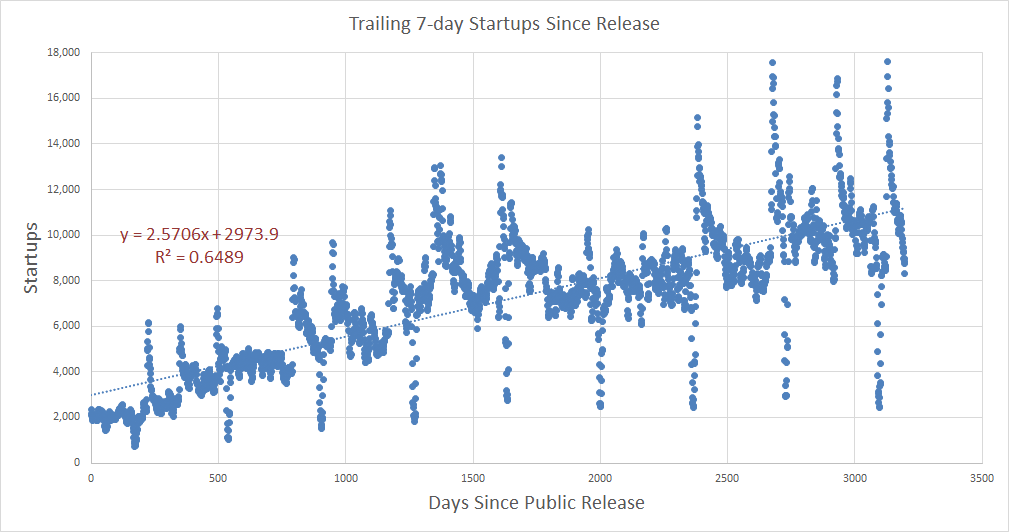 Trailing 7-day Startups Since Release
18,000
16,000
14,000
12,000
10,000
8,000
6,000
4,000
2,000
0
Startups
y = 2.5706x + 2973.9
R² = 0.6489
0 500 1000 1500 2000 2500 3000 3500
Days Since Public Release